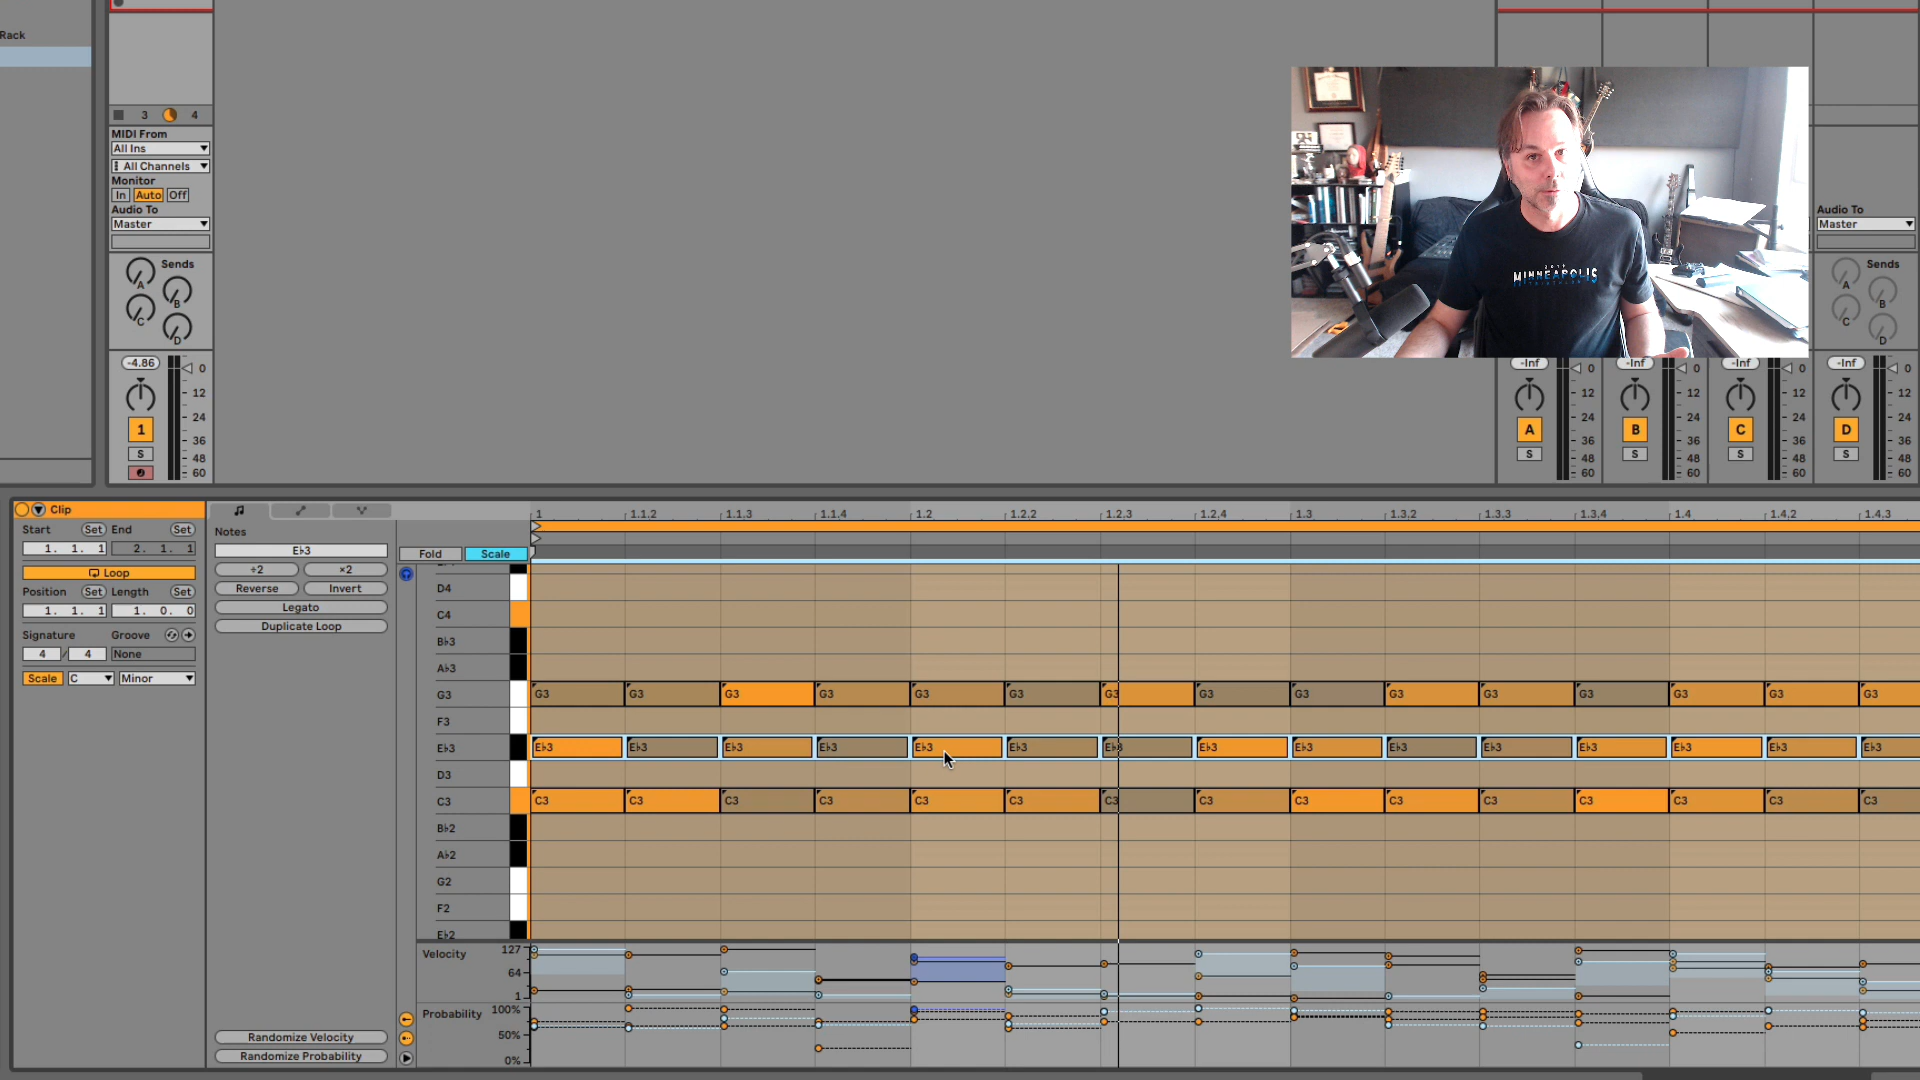 Rack
3 4
MIDI From
All Ins
All Channels
Monitor
In Auto Off
Audio To
Master
Sends
A
B
C
D
-4.86
0
12
24
36
48
60
1
S
MINNEAPOLIS
Audio To
Master
Sends
A
B
C
D
-Inf -Inf -Inf -Inf
0 0 0 0
12 12 12 12
24 24 24 24
36 36 36 36
48 48 48 48
60 60 60 60
A B C D
S S S S
Clip
Start Set End Set
1. 1. 1 2. 1. 1
Loop
Position Set Length Set
1. 1. 1 1. 0. 0
Signature Groove
4 / 4 None
Scale C Minor
Notes
E♭3
÷2 ×2
Reverse Invert
Legato
Duplicate Loop
Randomize Velocity
Randomize Probability
Fold Scale
1 1.1,2 1.1,3 1.1,4 1.2 1.2,2 1.2,3 1.2,4 1.3 1.3,2 1.3,3 1.3,4 1.4 1.4,2 1.4,3
D4
C4
B♭3
A♭3
G3 G3 G3 G3 G3 G3 G3 G3 G3 G3 G3 G3 G3 G3 G3 G3
F3
E♭3 E♭3 E♭3 E♭3 E♭3 E♭3 E♭3 E♭3 E♭3 E♭3 E♭3 E♭3 E♭3 E♭3 E♭3 E♭3
D3
C3 C3 C3 C3 C3 C3 C3 C3 C3 C3 C3 C3 C3 C3 C3 C3
B♭2
A♭2
G2
F2
E♭2
Velocity 127
64
1
Probability 100%
50%
0%